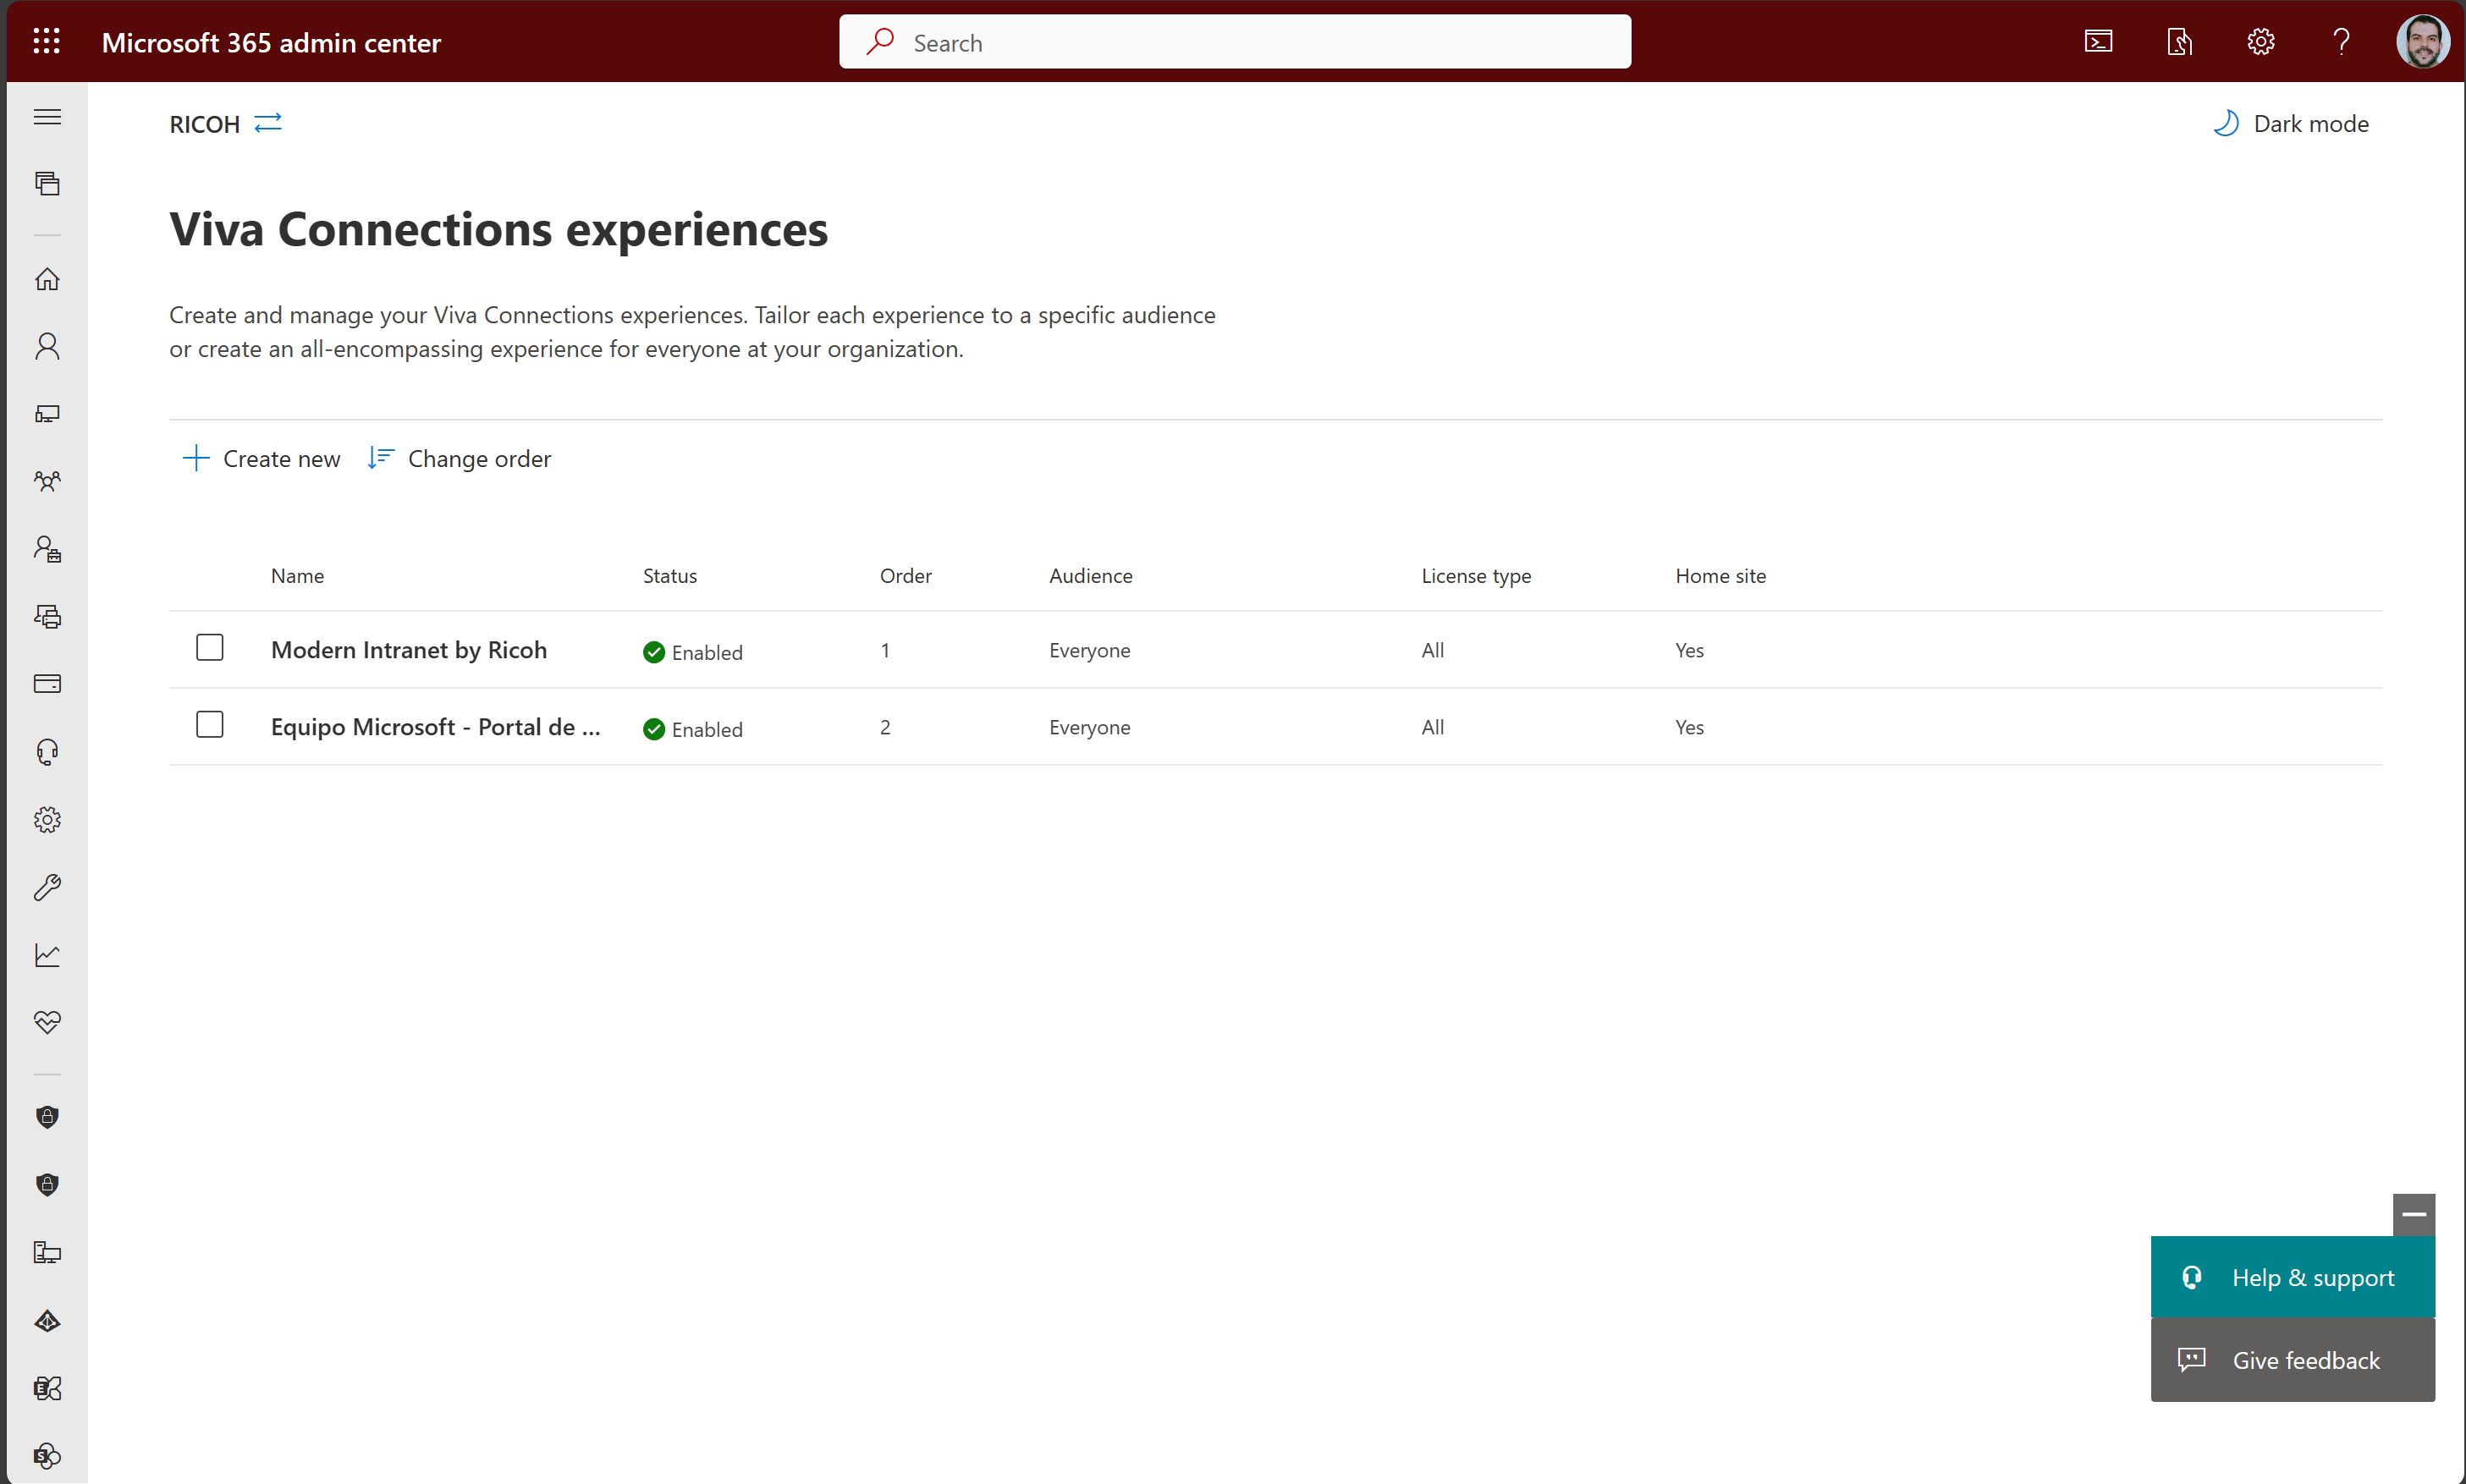 Microsoft 365 admin center
Search
RICOH
Dark mode
Viva Connections experiences
Create and manage your Viva Connections experiences. Tailor each experience to a specific audience
or create an all-encompassing experience for everyone at your organization.
Create new
Change order
Name Status Order Audience License type Home site
Modern Intranet by Ricoh Enabled 1 Everyone All Yes
Equipo Microsoft - Portal de ... Enabled 2 Everyone All Yes
Help & support
Give feedback